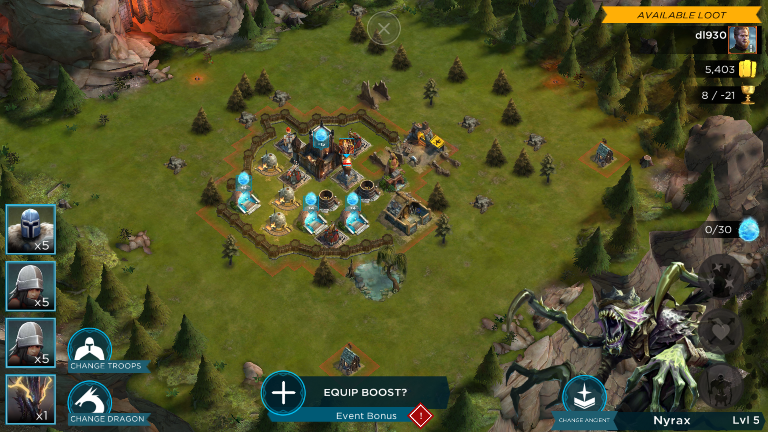 AVAILABLE LOOT
dl930
5,403
8 / -21
0/30
x5
x5
x5
x1
CHANGE TROOPS
CHANGE DRAGON
EQUIP BOOST?
Event Bonus
CHANGE ANCIENT
Nyrax
Lvl 5